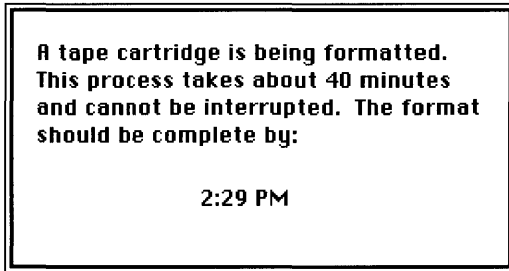 A tape cartridge is being formatted.
This process takes about 40 minutes
and cannot be interrupted.  The format
should be complete by:
2:29 PM